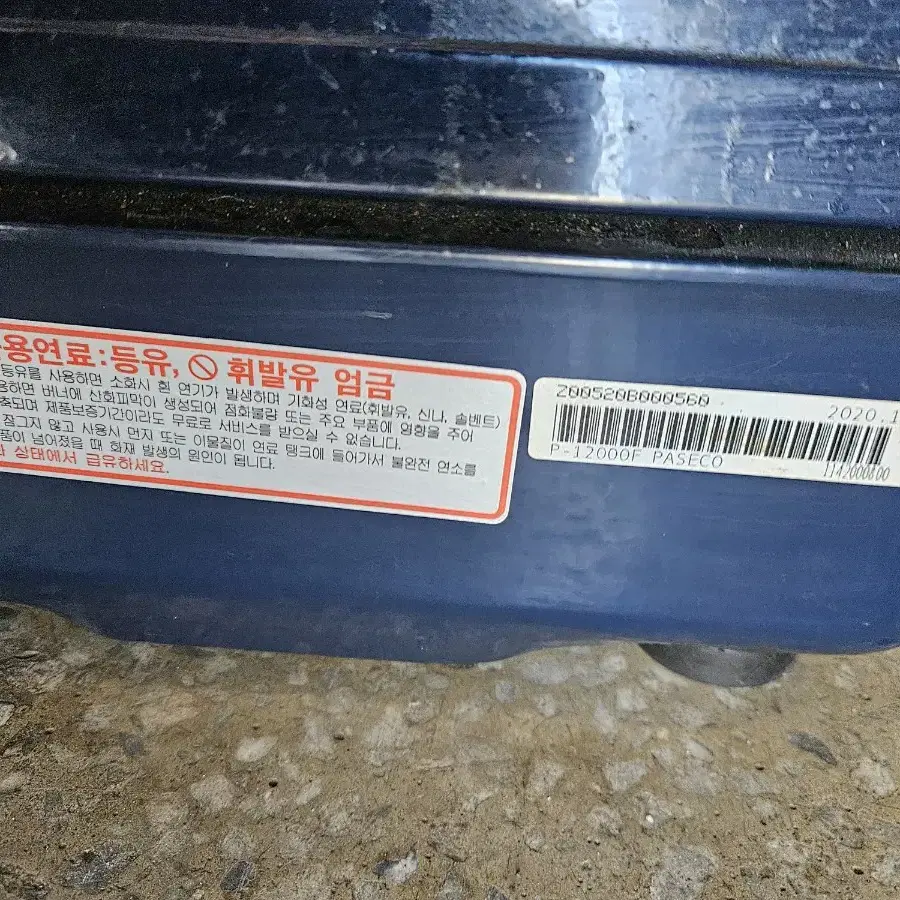 용연료:등유, 휘발유 엄금
등유를 사용하면 소화시 흰 연기가 발생하며 기화성 연료(휘발유, 신나, 솔벤트)
용하면 버너에 산화피막이 생성되어 점화불량 또는 주요 부품에 영향을 주어
축되며 제품보증기간이라도 무료로 서비스를 받으실 수 없습니다.
잠그지 않고 사용시 먼지 또는 이물질이 연료 탱크에 들어가서 불완전 연소를
품이 넘어졌을 때 화재 발생의 원인이 됩니다.
상태에서 급유하세요.
Z00520B000560
2020.1
P-12000F PASECO
1142000600